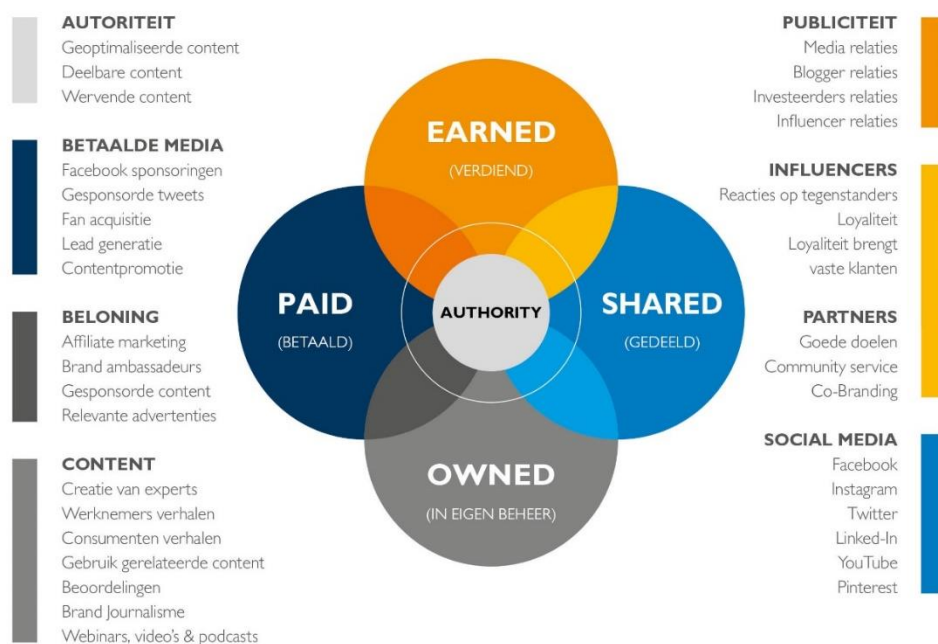 AUTORITEIT
Geoptimaliseerde content
Deelbare content
Wervende content
BETAALDE MEDIA
Facebook sponsoringen
Gesponsorde tweets
Fan acquisitie
Lead generatie
Contentpromotie
BELONING
Affiliate marketing
Brand ambassadeurs
Gesponsorde content
Relevante advertenties
CONTENT
Creatie van experts
Werknemers verhalen
Consumenten verhalen
Gebruik gerelateerde content
Beoordelingen
Brand Journalisme
Webinars, video's & podcasts
EARNED
(VERDIEND)
PAID
(BETAALD)
AUTHORITY
SHARED
(GEDEELD)
OWNED
(IN EIGEN BEHEER)
PUBLICITEIT
Media relaties
Blogger relaties
Investeerders relaties
Influencer relaties
INFLUENCERS
Reacties op tegenstanders
Loyaliteit
Loyaliteit brengt
vaste klanten
PARTNERS
Goede doelen
Community service
Co-Branding
SOCIAL MEDIA
Facebook
Instagram
Twitter
Linked-In
YouTube
Pinterest